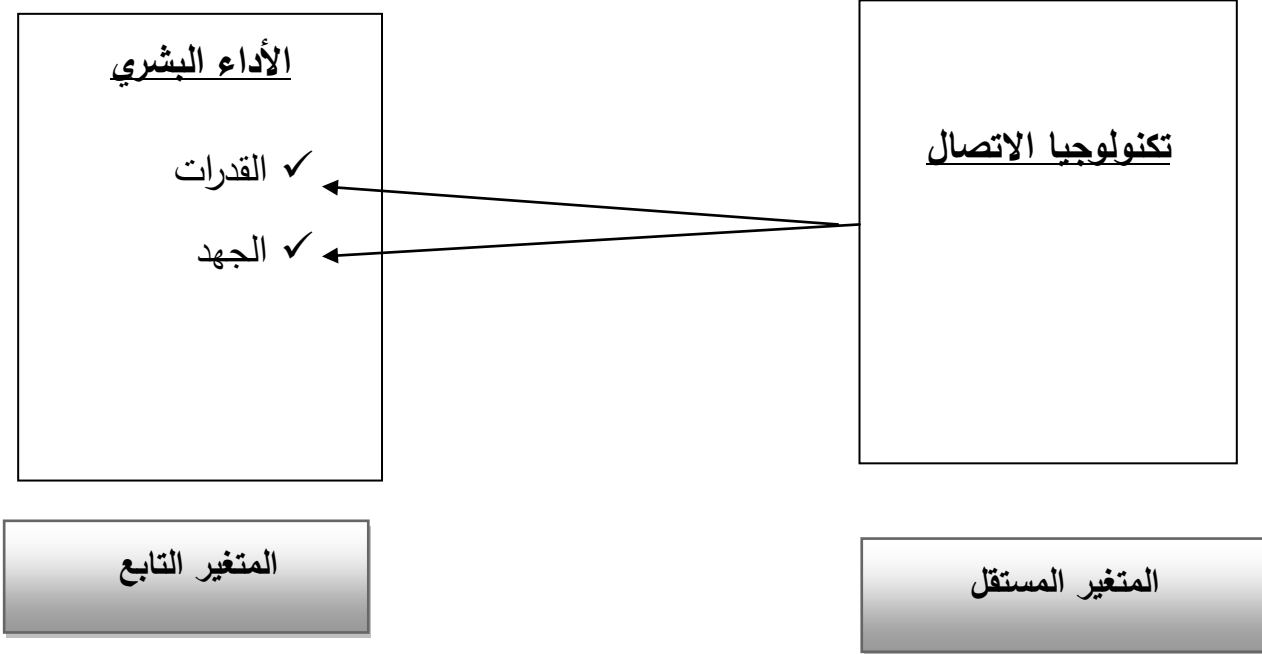 تكنولوجيا الاتصال
الأداء البشري
✓ القدرات
✓ الجهد
المتغير المستقل
المتغير التابع